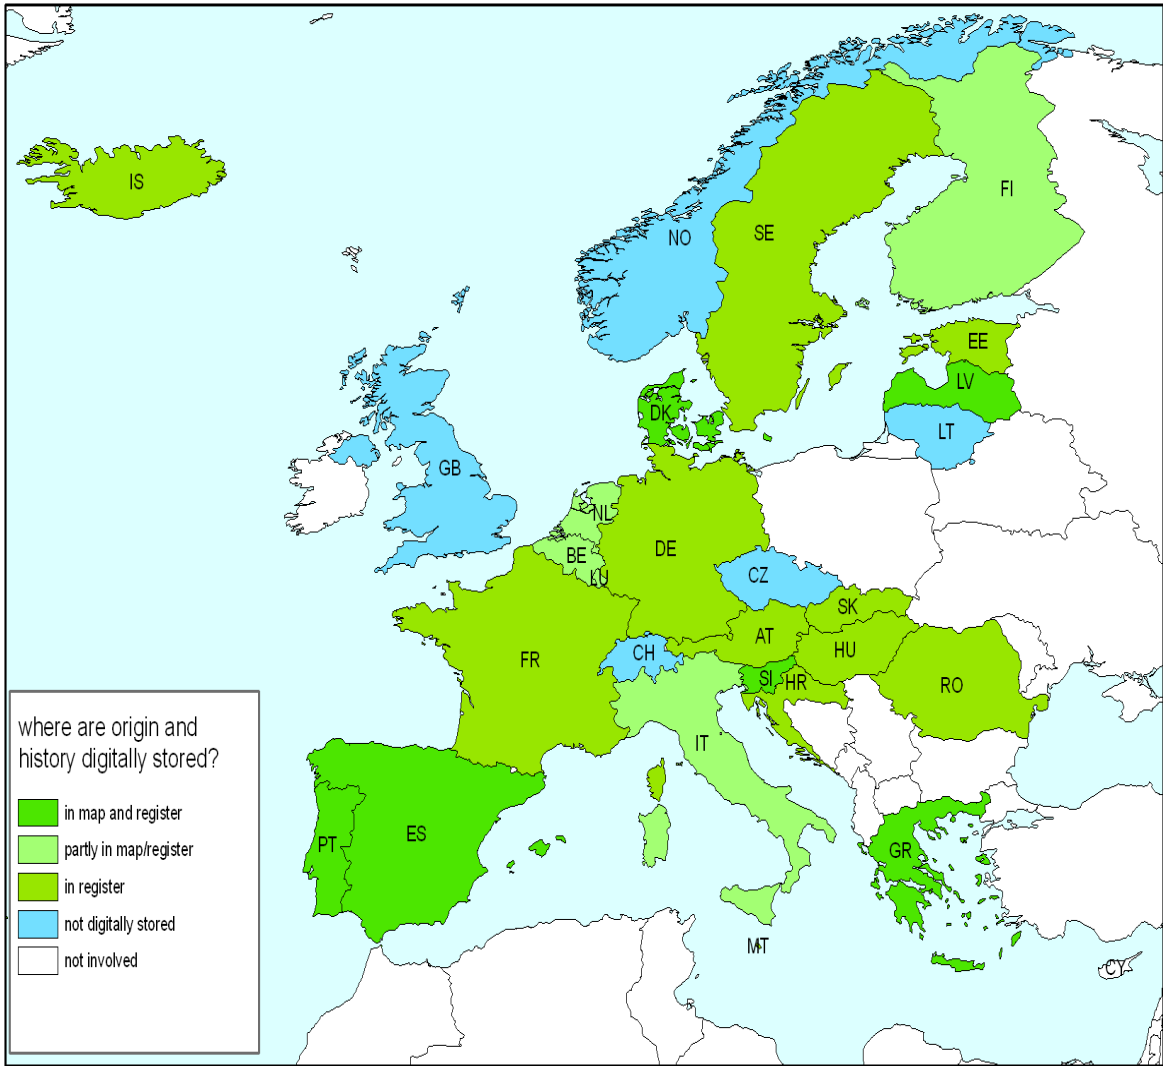 IS
FI
NO
SE
EE
LV
DK
LT
GB
NL
DE
BE
CZ
LU
SK
AT
HU
FR
CH
SI
HR
RO
IT
PT
ES
GR
MT
CY
where are origin and
history digitally stored?
in map and register
partly in map/register
in register
not digitally stored
not involved